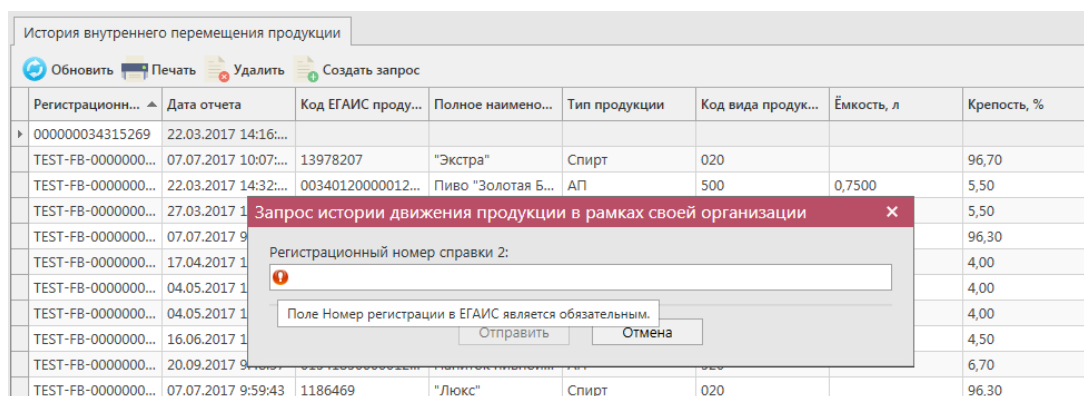 История внутреннего перемещения продукции
Обновить Печать Удалить Создать запрос
Регистрационн... Дата отчета Код ЕГАИС проду... Полное наимено... Тип продукции Код вида продук... Ёмкость, л Крепость, %
000000034315269 22.03.2017 14:16:...
TEST-FB-0000000... 07.07.2017 10:07:... 13978207 "Экстра" Спирт 020 96,70
TEST-FB-0000000... 22.03.2017 14:32:... 00340120000012... Пиво "Золотая Б... АП 500 0,7500 5,50
TEST-FB-0000000... 27.03.2017 1 5,50
Запрос истории движения продукции в рамках своей организации
TEST-FB-0000000... 07.07.2017 9 96,30
Регистрационный номер справки 2:
TEST-FB-0000000... 17.04.2017 1 4,00
TEST-FB-0000000... 04.05.2017 1 4,00
TEST-FB-0000000... 04.05.2017 1 4,00
Поле Номер регистрации в ЕГАИС является обязательным.
TEST-FB-0000000... 16.06.2017 1 4,50
Отправить Отмена
TEST-FB-0000000... 20.09.2017 6,70
TEST-FB-0000000... 07.07.2017 9:59:43 1186469 "Люкс" Спирт 020 96,30